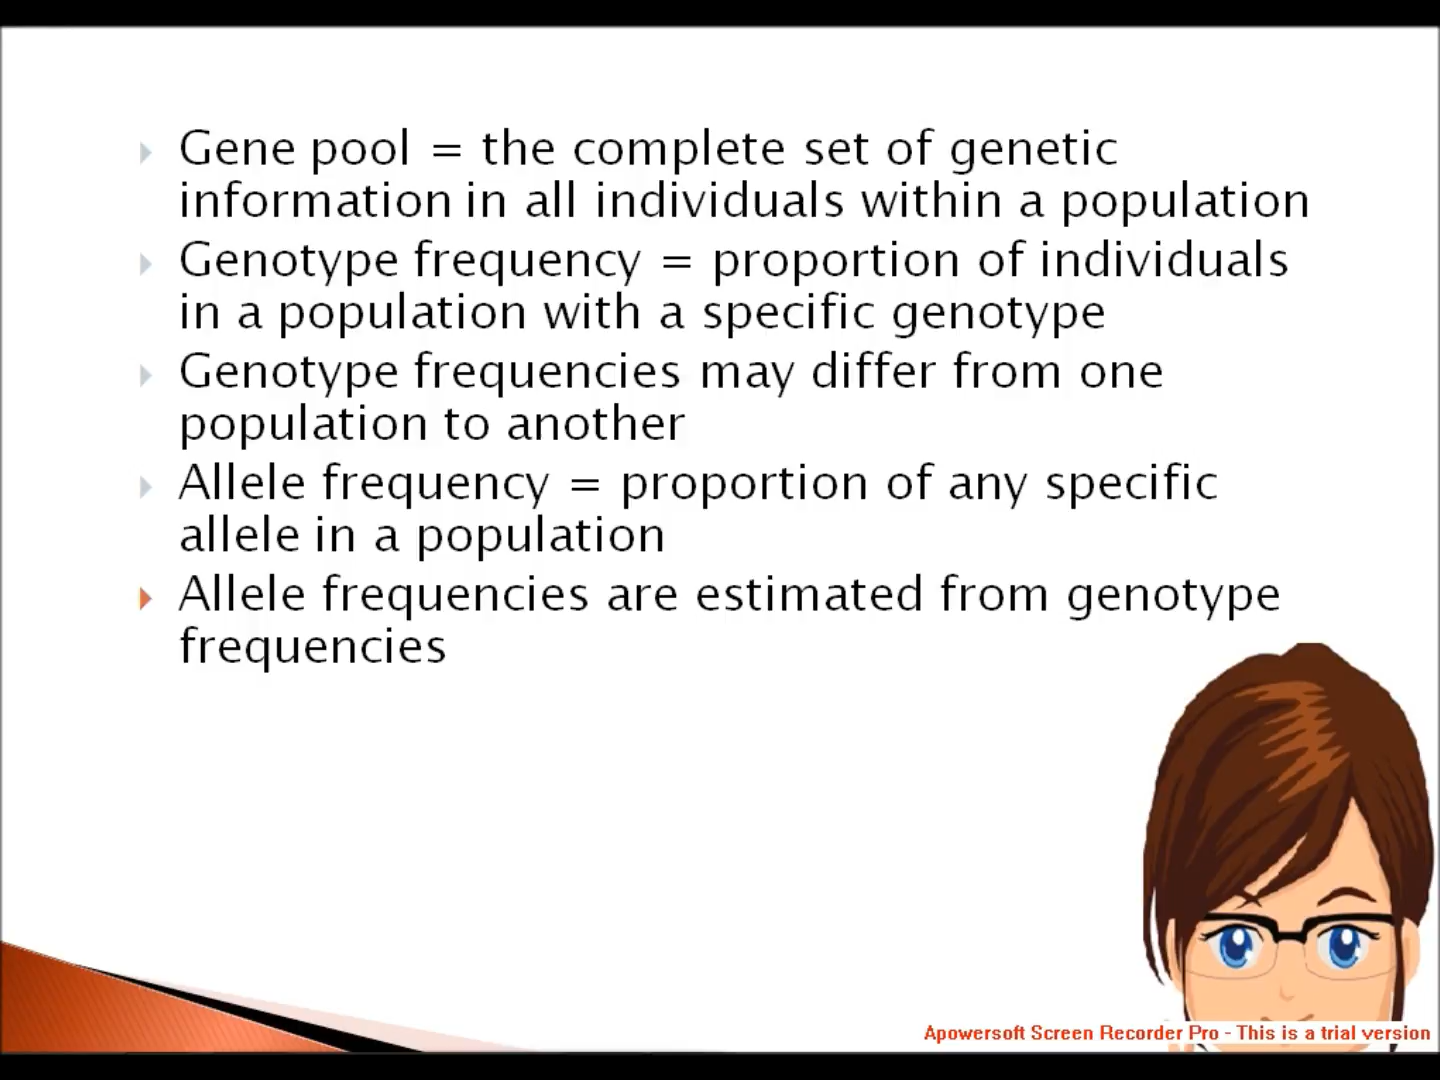 Gene pool = the complete set of genetic
information in all individuals within a population
Genotype frequency = proportion of individuals
in a population with a specific genotype
Genotype frequencies may differ from one
population to another
Allele frequency = proportion of any specific
allele in a population
Allele frequencies are estimated from genotype
frequencies
Apowersoft Screen Recorder Pro - This is a trial version